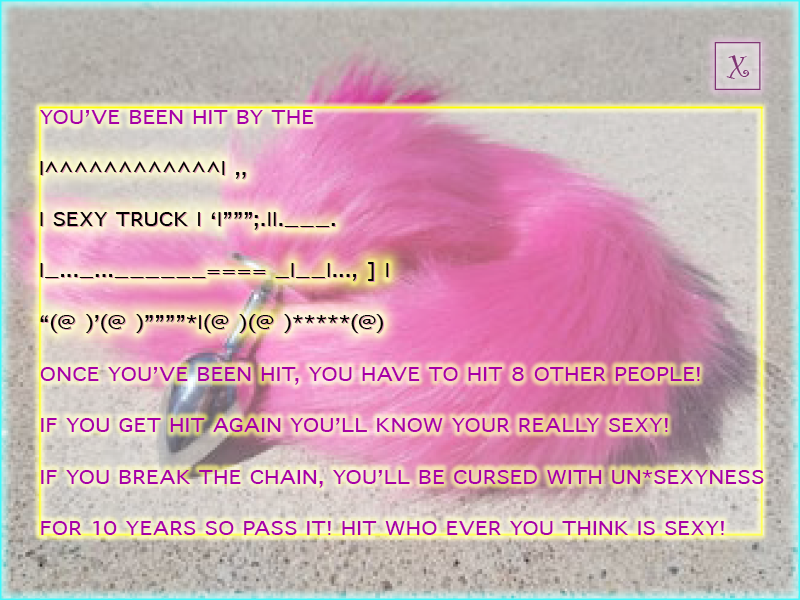 X
YOU’VE BEEN HIT BY THE
|^^^^^^^^^^^^| ,,
| SEXY TRUCK | ‘|”””;.||.___.
|_..._..._______==== _|__|..., ] |
“(@ )’(@ )””””*|(@ )(@ )*****(@)
ONCE YOU’VE BEEN HIT, YOU HAVE TO HIT 8 OTHER PEOPLE!
IF YOU GET HIT AGAIN YOU’LL KNOW YOUR REALLY SEXY!
IF YOU BREAK THE CHAIN, YOU’LL BE CURSED WITH UN*SEXYNESS
FOR 10 YEARS SO PASS IT! HIT WHO EVER YOU THINK IS SEXY!